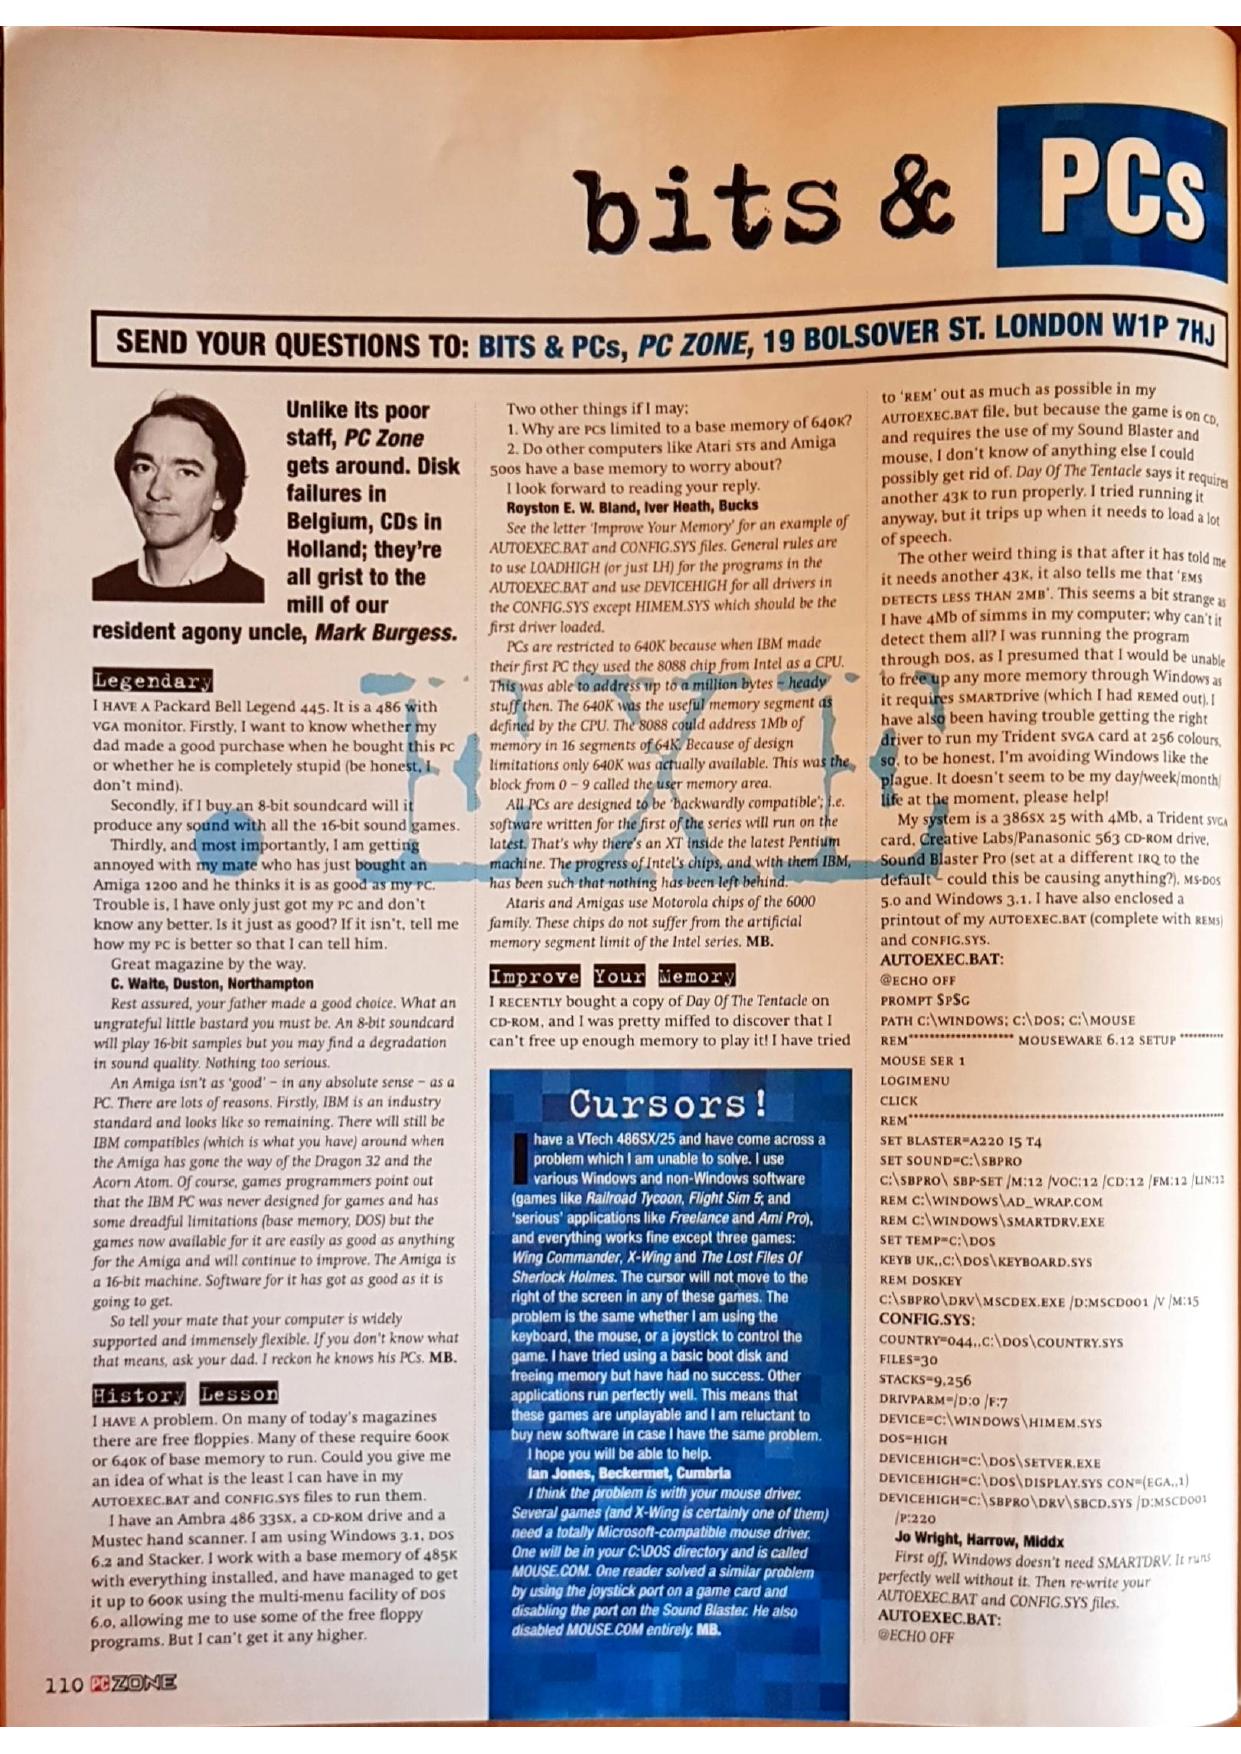 bits & PCs
SEND YOUR QUESTIONS TO: BITS & PCs, PC ZONE, 19 BOLSOVER ST. LONDON W1P 7HJ
Unlike its poor
staff, PC Zone
gets around. Disk
failures in
Belgium, CDs in
Holland; they're
all grist to the
mill of our
resident agony uncle, Mark Burgess.
Legendary
I HAVE A Packard Bell Legend 445. It is a 486 with
VGA monitor. Firstly, I want to know whether my
dad made a good purchase when he bought this PC
or whether he is completely stupid (be honest, I
don't mind).
Secondly, if I buy an 8-bit soundcard will it
produce any sound with all the 16-bit sound games.
Thirdly, and most importantly, I am getting
annoyed with my mate who has just bought an
Amiga 1200 and he thinks it is as good as my PC.
Trouble is, I have only just got my PC and don't
know any better. Is it just as good? If it isn't, tell me
how my PC is better so that I can tell him.
Great magazine by the way.
C. Waite, Duston, Northampton
Rest assured, your father made a good choice. What an
ungrateful little bastard you must be. An 8-bit soundcard
will play 16-bit samples but you may find a degradation
in sound quality. Nothing too serious.
An Amiga isn't as 'good' – in any absolute sense – as a
PC. There are lots of reasons. Firstly, IBM is an industry
standard and looks like so remaining. There will still be
IBM compatibles (which is what you have) around when
the Amiga has gone the way of the Dragon 32 and the
Acorn Atom. Of course, games programmers point out
that the IBM PC was never designed for games and has
some dreadful limitations (base memory, DOS) but the
games now available for it are easily as good as anything
for the Amiga and will continue to improve. The Amiga is
a 16-bit machine. Software for it has got as good as it is
going to get.
So tell your mate that your computer is widely
supported and immensely flexible. If you don't know what
that means, ask your dad. I reckon he knows his PCs. MB.
History Lesson
I HAVE A problem. On many of today's magazines
there are free floppies. Many of these require 600K
or 640K of base memory to run. Could you give me
an idea of what is the least I can have in my
AUTOEXEC.BAT and CONFIG.SYS files to run them.
I have an Ambra 486 33SX, a CD-ROM drive and a
Mustec hand scanner. I am using Windows 3.1, DOS
6.2 and Stacker. I work with a base memory of 485K
with everything installed, and have managed to get
it up to 600K using the multi-menu facility of DOS
6.0, allowing me to use some of the free floppy
programs. But I can't get it any higher.
Two other things if I may:
1. Why are PCs limited to a base memory of 640K?
2. Do other computers like Atari STs and Amiga
500s have a base memory to worry about?
I look forward to reading your reply.
Royston E. W. Bland, Iver Heath, Bucks
See the letter 'Improve Your Memory' for an example of
AUTOEXEC.BAT and CONFIG.SYS files. General rules are
to use LOADHIGH (or just LH) for the programs in the
AUTOEXEC.BAT and use DEVICEHIGH for all drivers in
the CONFIG.SYS except HIMEM.SYS which should be the
first driver loaded.
PCs are restricted to 640K because when IBM made
their first PC they used the 8088 chip from Intel as a CPU.
This was able to address up to a million bytes – heady
stuff then. The 640K was the useful memory segment as
defined by the CPU. The 8088 could address 1Mb of
memory in 16 segments of 64K. Because of design
limitations only 640K was actually available. This was the
block from 0 – 9 called the user memory area.
All PCs are designed to be 'backwardly compatible'; i.e.
software written for the first of the series will run on the
latest. That's why there's an XT inside the latest Pentium
machine. The progress of Intel's chips, and with them IBM,
has been such that nothing has been left behind.
Ataris and Amigas use Motorola chips of the 6000
family. These chips do not suffer from the artificial
memory segment limit of the Intel series. MB.
Improve Your Memory
I RECENTLY bought a copy of Day Of The Tentacle on
CD-ROM, and I was pretty miffed to discover that I
can't free up enough memory to play it! I have tried
Cursors!
I have a VTech 486SX/25 and have come across a
problem which I am unable to solve. I use
various Windows and non-Windows software
(games like Railroad Tycoon, Flight Sim 5; and
'serious' applications like Freelance and Ami Pro),
and everything works fine except three games:
Wing Commander, X-Wing and The Lost Files Of
Sherlock Holmes. The cursor will not move to the
right of the screen in any of these games. The
problem is the same whether I am using the
keyboard, the mouse, or a joystick to control the
game. I have tried using a basic boot disk and
freeing memory but have had no success. Other
applications run perfectly well. This means that
these games are unplayable and I am reluctant to
buy new software in case I have the same problem.
I hope you will be able to help.
Ian Jones, Beckermet, Cumbria
I think the problem is with your mouse driver.
Several games (and X-Wing is certainly one of them)
need a totally Microsoft-compatible mouse driver.
One will be in your C:\DOS directory and is called
MOUSE.COM. One reader solved a similar problem
by using the joystick port on a game card and
disabling the port on the Sound Blaster. He also
disabled MOUSE.COM entirely. MB.
to 'REM' out as much as possible in my
AUTOEXEC.BAT file, but because the game is on CD,
and requires the use of my Sound Blaster and
mouse, I don't know of anything else I could
possibly get rid of. Day Of The Tentacle says it requires
another 43K to run properly. I tried running it
anyway, but it trips up when it needs to load a lot
of speech.
The other weird thing is that after it has told me
it needs another 43K, it also tells me that 'EMS
DETECTS LESS THAN 2MB'. This seems a bit strange as
I have 4Mb of simms in my computer; why can't it
detect them all? I was running the program
through DOS, as I presumed that I would be unable
to free up any more memory through Windows as
it requires SMARTDrive (which I had REMed out). I
have also been having trouble getting the right
driver to run my Trident SVGA card at 256 colours,
so, to be honest, I'm avoiding Windows like the
plague. It doesn't seem to be my day/week/month/
life at the moment, please help!
My system is a 386SX 25 with 4Mb, a Trident SVGA
card, Creative Labs/Panasonic 563 CD-ROM drive,
Sound Blaster Pro (set at a different IRQ to the
default – could this be causing anything?), MS-DOS
5.0 and Windows 3.1. I have also enclosed a
printout of my AUTOEXEC.BAT (complete with REMs)
and CONFIG.SYS.
AUTOEXEC.BAT:
@ECHO OFF
PROMPT $P$G
PATH C:\WINDOWS; C:\DOS; C:\MOUSE
REM******************** MOUSEWARE 6.12 SETUP ********
MOUSE SER 1
LOGIMENU
CLICK
REM************************************************************
SET BLASTER=A220 I5 T4
SET SOUND=C:\SBPRO
C:\SBPRO\ SBP-SET /M:12 /VOC:12 /CD:12 /FM:12 /LIN:12
REM C:\WINDOWS\AD_WRAP.COM
REM C:\WINDOWS\SMARTDRV.EXE
SET TEMP=C:\DOS
KEYB UK,,C:\DOS\KEYBOARD.SYS
REM DOSKEY
C:\SBPRO\DRV\MSCDEX.EXE /D:MSCD001 /V /M:15
CONFIG.SYS:
COUNTRY=044,,C:\DOS\COUNTRY.SYS
FILES=30
STACKS=9,256
DRIVPARM=/D:0 /F:7
DEVICE=C:\WINDOWS\HIMEM.SYS
DOS=HIGH
DEVICEHIGH=C:\DOS\SETVER.EXE
DEVICEHIGH=C:\DOS\DISPLAY.SYS CON=(EGA,,1)
DEVICEHIGH=C:\SBPRO\DRV\SBCD.SYS /D:MSCD001
/P:220
Jo Wright, Harrow, Middx
First off, Windows doesn't need SMARTDRV. It runs
perfectly well without it. Then re-write your
AUTOEXEC.BAT and CONFIG.SYS files.
AUTOEXEC.BAT:
@ECHO OFF
110 PC ZONE